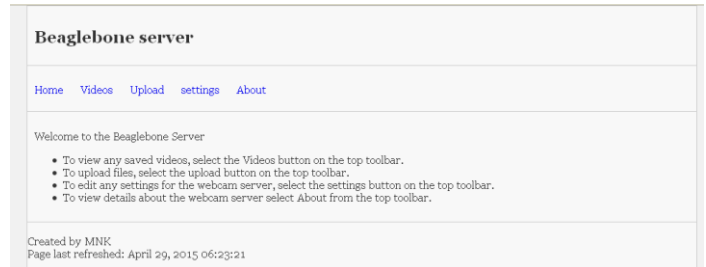 Beaglebone server
Home Videos Upload settings About
Welcome to the Beaglebone Server
• To view any saved videos, select the Videos button on the top toolbar.
• To upload files, select the upload button on the top toolbar.
• To edit any settings for the webcam server, select the settings button on the top toolbar.
• To view details about the webcam server select About from the top toolbar.
Created by MNK
Page last refreshed: April 29, 2015 06:23:21